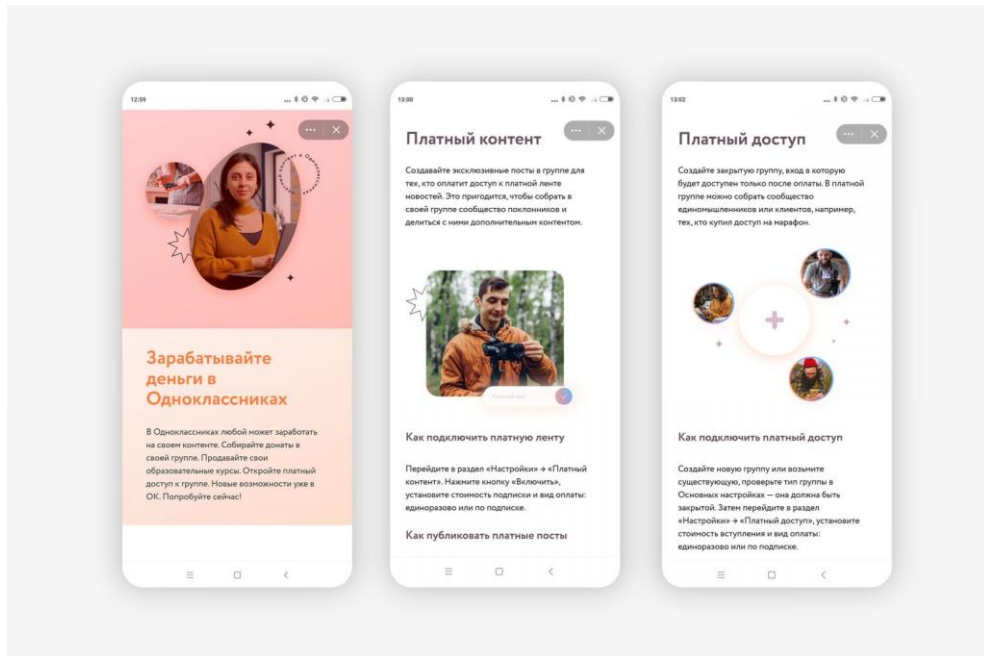 12:59
Зарабатывайте
деньги в
Одноклассниках
В Одноклассниках любой может заработать
на своем контенте. Собирайте донаты в
своей группе. Продавайте свои
образовательные курсы. Откройте платный
доступ к группе. Новые возможности уже в
ОК. Попробуйте сейчас!
13:00
Платный контент
Создавайте эксклюзивные посты в группе для
тех, кто оплатит доступ к платной ленте
новостей. Это пригодится, чтобы собрать в
своей группе сообщество поклонников и
делиться с ними дополнительным контентом.
Как подключить платную ленту
Перейдите в раздел «Настройки» → «Платный
контент». Нажмите кнопку «Включить»,
установите стоимость подписки и вид оплаты:
единоразово или по подписке.
Как публиковать платные посты
13:02
Платный доступ
Создайте закрытую группу, вход в которую
будет доступен только после оплаты. В платной
группе можно собрать сообщество
единомышленников или клиентов, например,
тех, кто купил доступ на марафон.
Как подключить платный доступ
Создайте новую группу или возьмите
существующую, проверьте тип группы в
Основных настройках — она должна быть
закрытой. Затем перейдите в раздел
«Настройки» → «Платный доступ», установите
стоимость вступления и вид оплаты:
единоразово или по подписке.